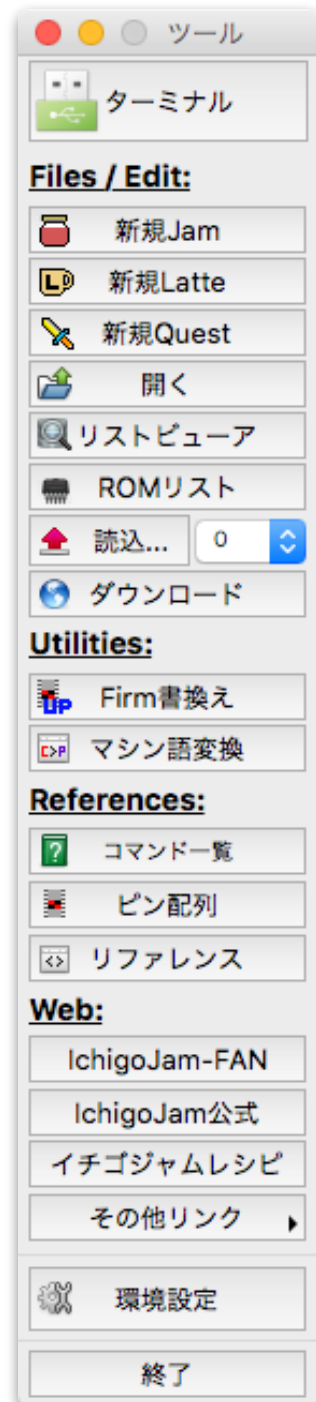 ツール
ターミナル
Files / Edit:
新規Jam
新規Latte
新規Quest
開く
リストビューア
ROMリスト
読込... 0
ダウンロード
Utilities:
Firm書換え
マシン語変換
References:
コマンド一覧
ピン配列
リファレンス
Web:
IchigoJam-FAN
IchigoJam公式
イチゴジャムレシピ
その他リンク
環境設定
終了